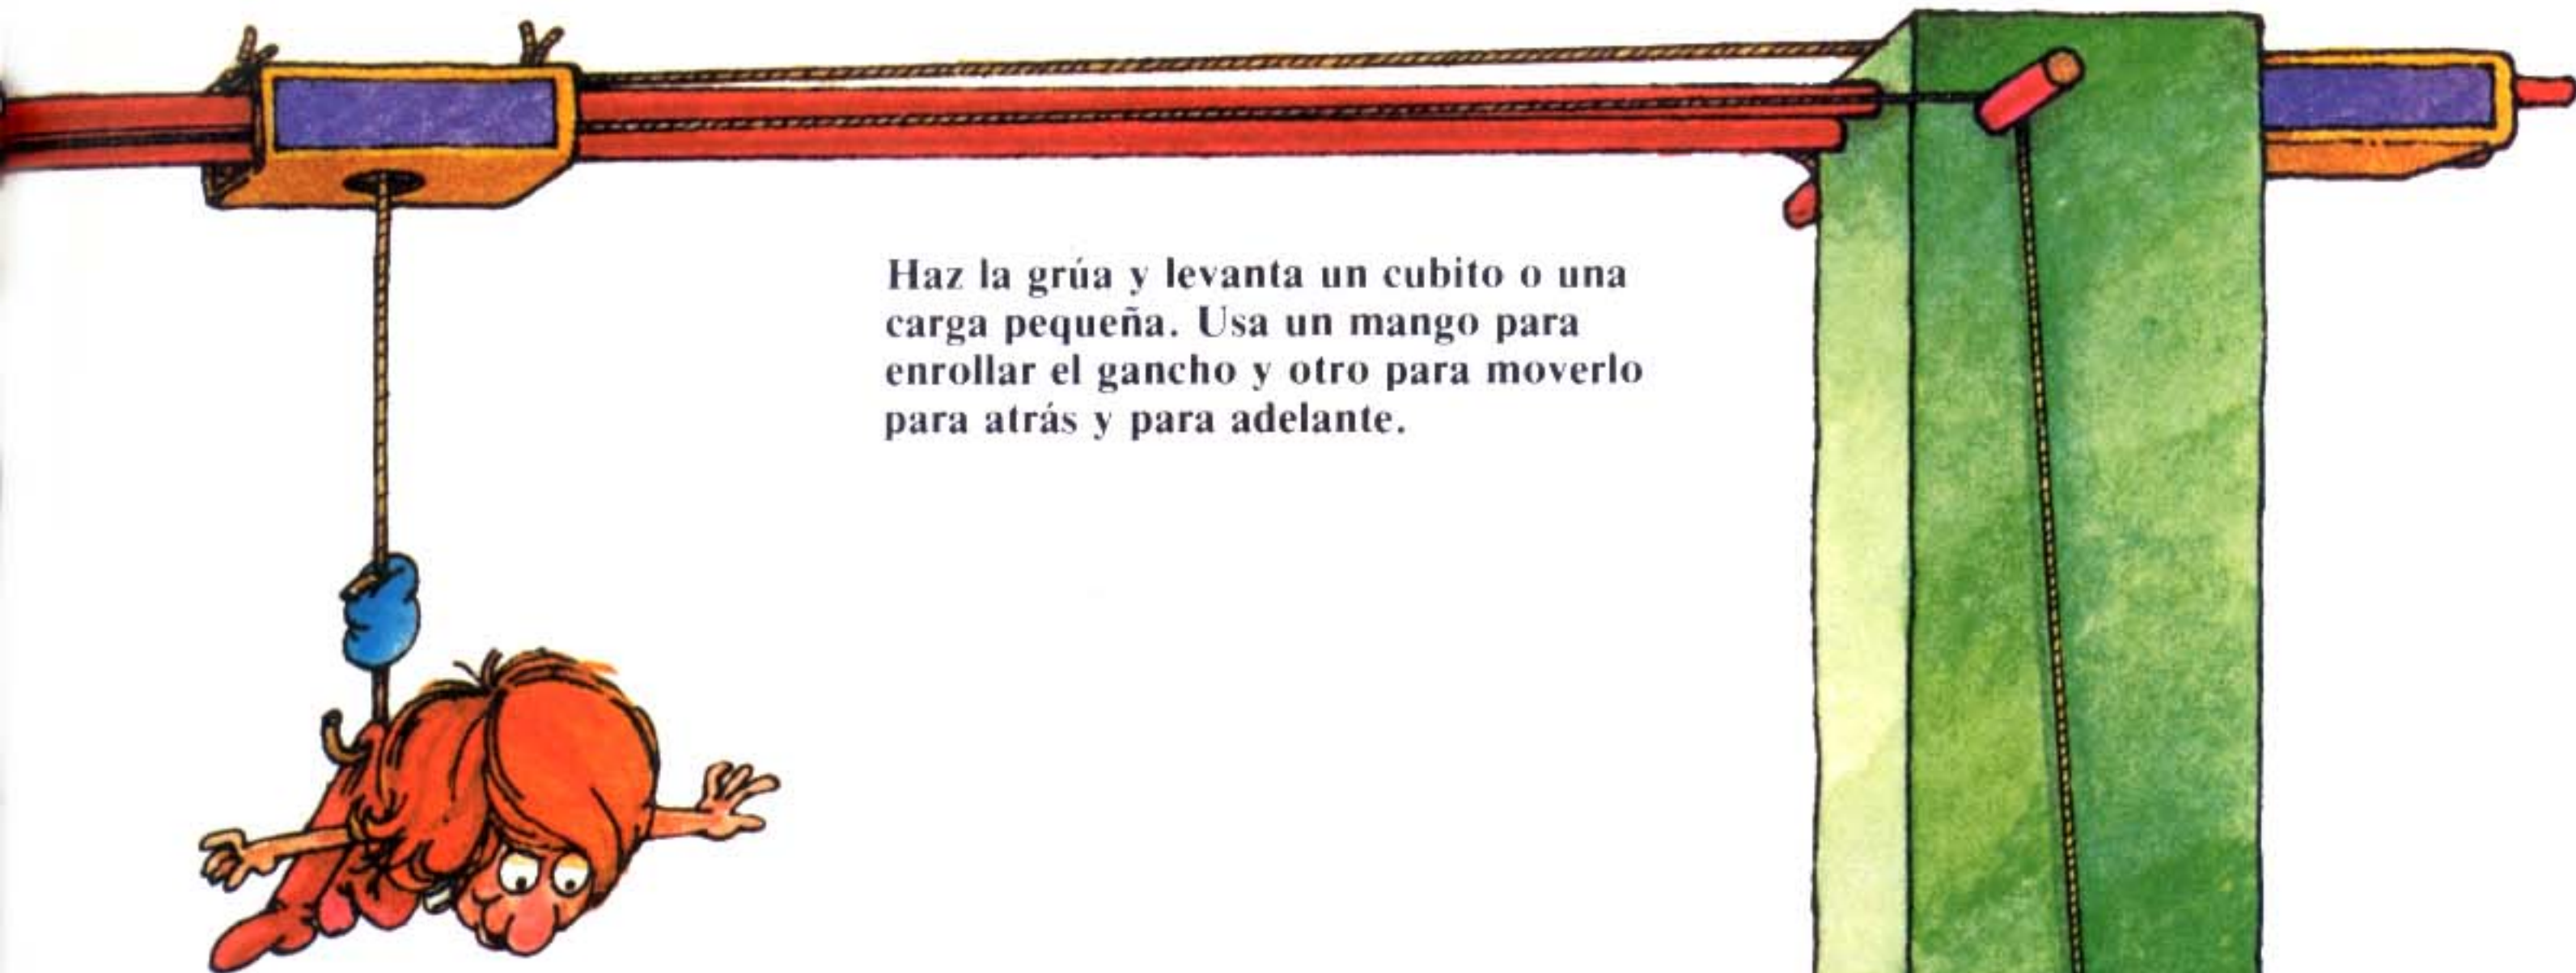 Haz la grúa y levanta un cubito o una
carga pequeña. Usa un mango para
enrollar el gancho y otro para moverlo
para atrás y para adelante.